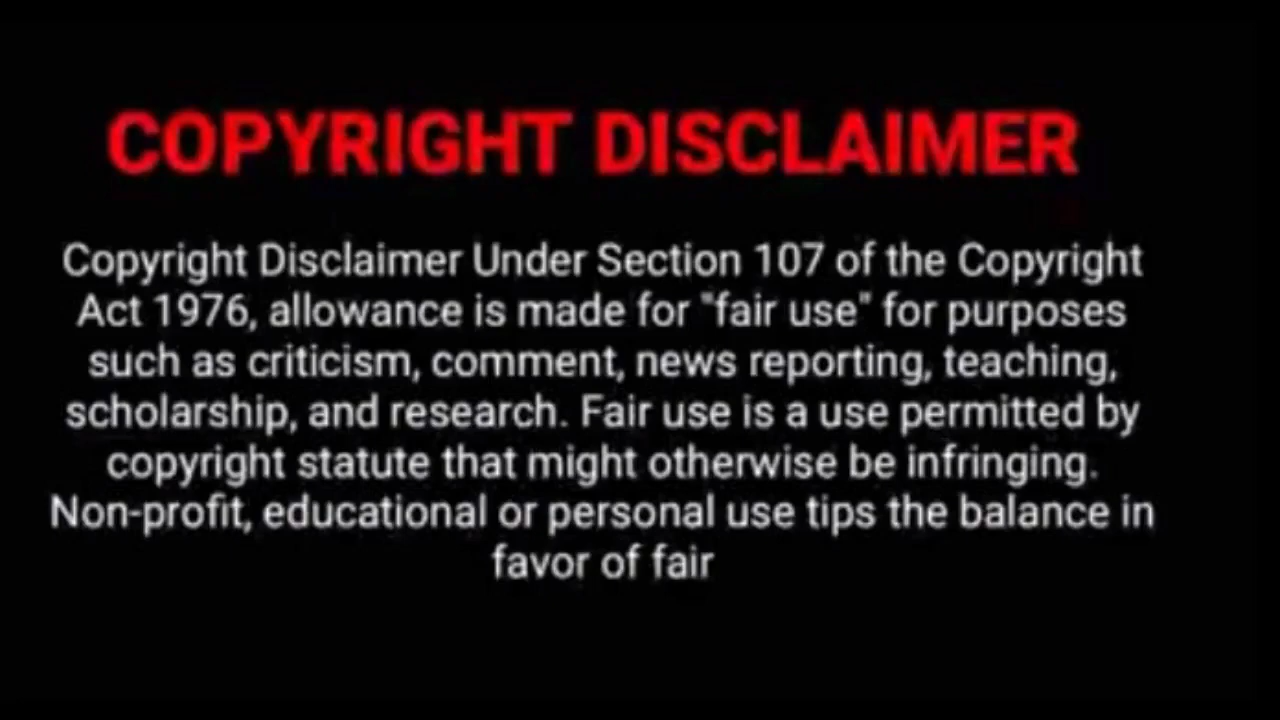 COPYRIGHT DISCLAIMER
Copyright Disclaimer Under Section 107 of the Copyright
Act 1976, allowance is made for "fair use" for purposes
such as criticism, comment, news reporting, teaching,
scholarship, and research. Fair use is a use permitted by
copyright statute that might otherwise be infringing.
Non-profit, educational or personal use tips the balance in
favor of fair